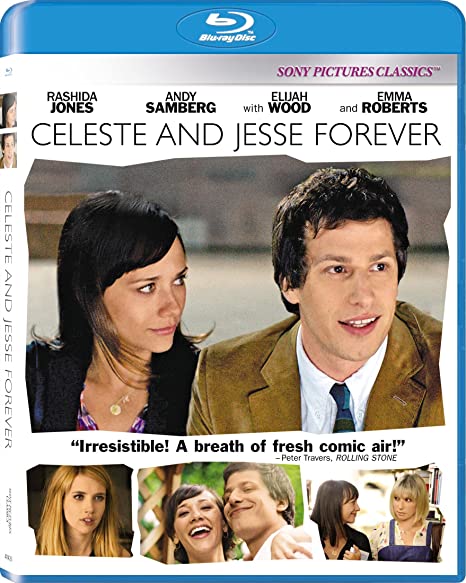 Blu-ray Disc
SONY PICTURES CLASSICS™
RASHIDA JONES
ANDY SAMBERG
with ELIJAH WOOD
and EMMA ROBERTS
CELESTE AND JESSE FOREVER
"Irresistible! A breath of fresh comic air!"
–Peter Travers, ROLLING STONE
CELESTE AND JESSE FOREVER